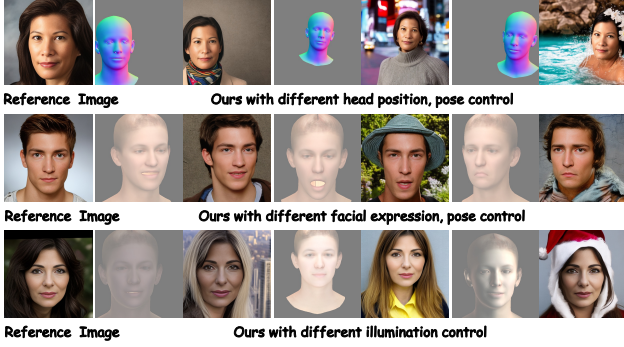 Reference Image
Ours with different head position, pose control
Reference Image
Ours with different facial expression, pose control
Reference Image
Ours with different illumination control